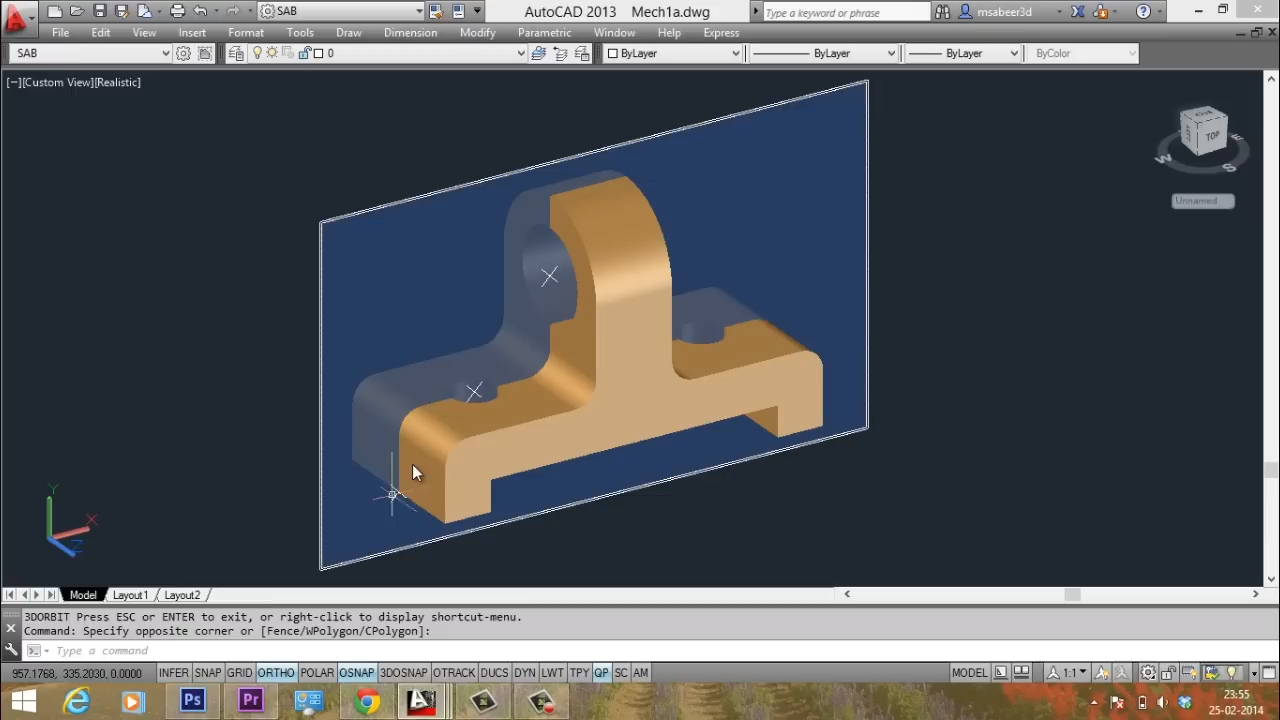 SAB
AutoCAD 2013 Mech1a.dwg
Type a keyword or phrase
msabeer3d
File Edit View Insert Format Tools Draw Dimension Modify Parametric Window Help Express
SAB
0
ByLayer
ByLayer
ByLayer
ByColor
[−][Custom View][Realistic]
TOP
W
E
S
Unnamed
Y
X
Z
Model Layout1 Layout2
3DORBIT Press ESC or ENTER to exit, or right-click to display shortcut-menu.
Command: Specify opposite corner or [Fence/WPolygon/CPolygon]:
Type a command
957.1768, 335.2030, 0.0000 INFER SNAP GRID ORTHO POLAR OSNAP 3DOSNAP OTRACK DUCS DYN LWT TPY QP SC AM MODEL 1:1
Ps
Pr
23:55
25-02-2014